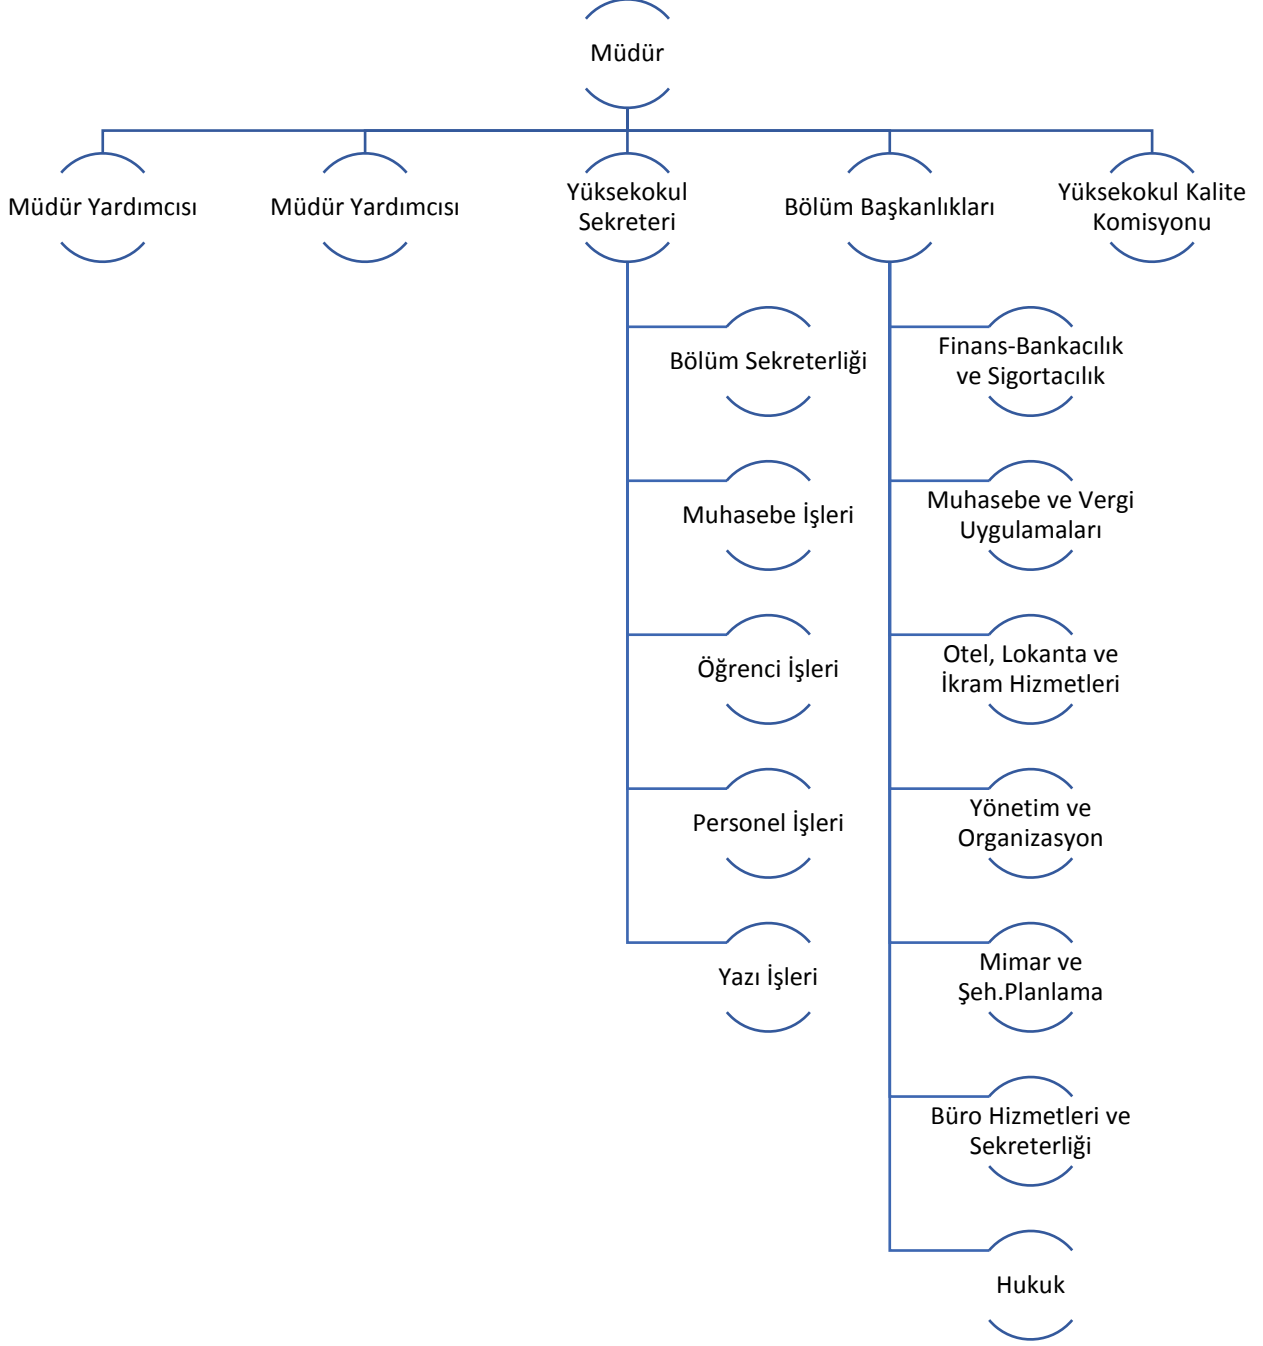 Müdür
Müdür Yardımcısı
Müdür Yardımcısı
Yüksekokul
Sekreteri
Bölüm Başkanlıkları
Yüksekokul Kalite
Komisyonu
Bölüm Sekreterliği
Muhasebe İşleri
Öğrenci İşleri
Personel İşleri
Yazı İşleri
Finans-Bankacılık
ve Sigortacılık
Muhasebe ve Vergi
Uygulamaları
Otel, Lokanta ve
İkram Hizmetleri
Yönetim ve
Organizasyon
Mimar ve
Şeh.Planlama
Büro Hizmetleri ve
Sekreterliği
Hukuk